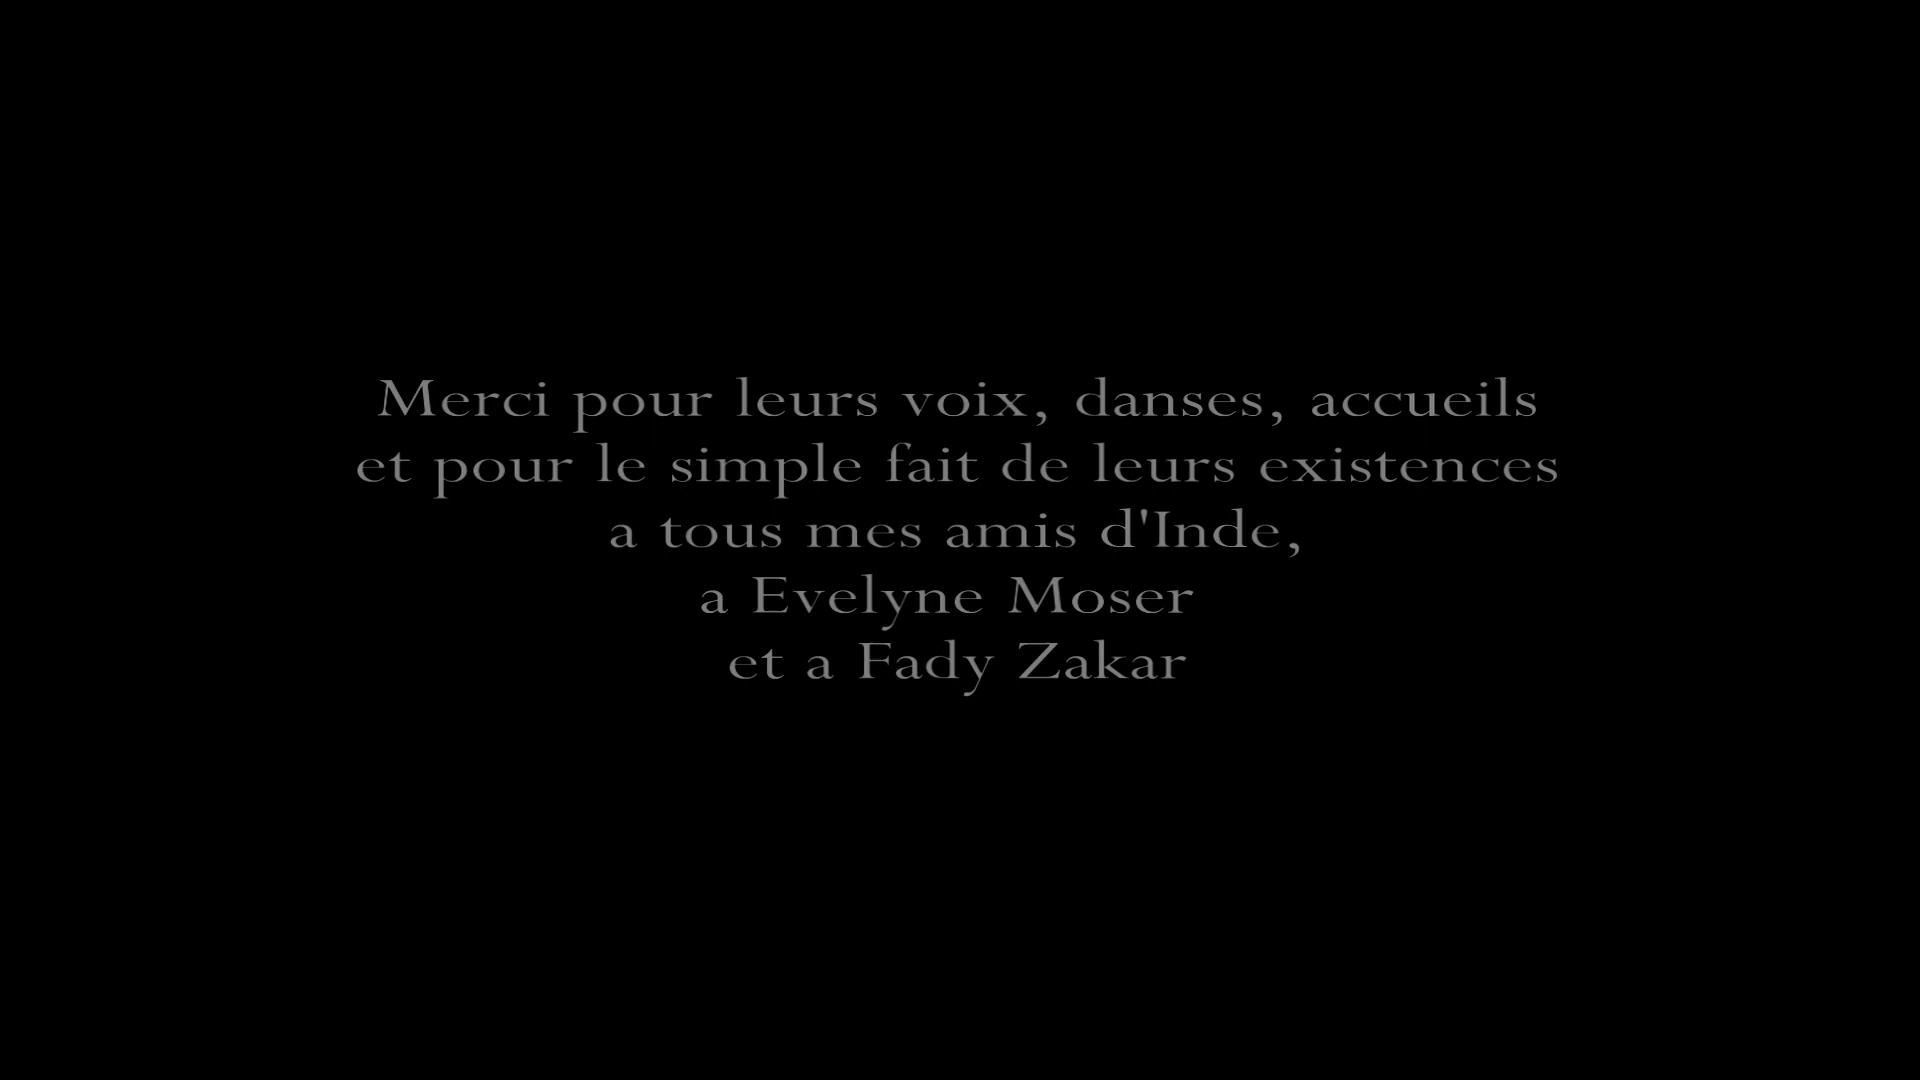 Merci pour leurs voix, danses, accueils
et pour le simple fait de leurs existences
a tous mes amis d'Inde,
a Evelyne Moser
et a Fady Zakar